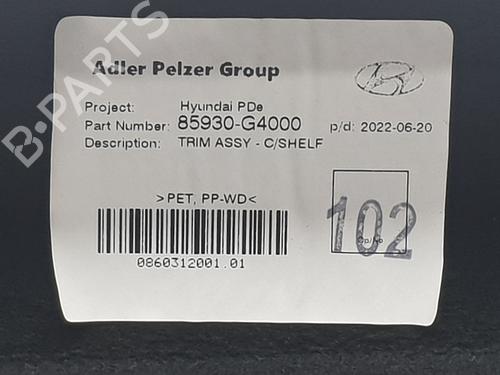 B-PARTS
Adler Pelzer Group
Project: Hyundai PDe
Part Number: 85930-G4000 p/d: 2022-06-20
Description: TRIM ASSY - C/SHELF
>PET, PP-WD<
102
0860312001.01